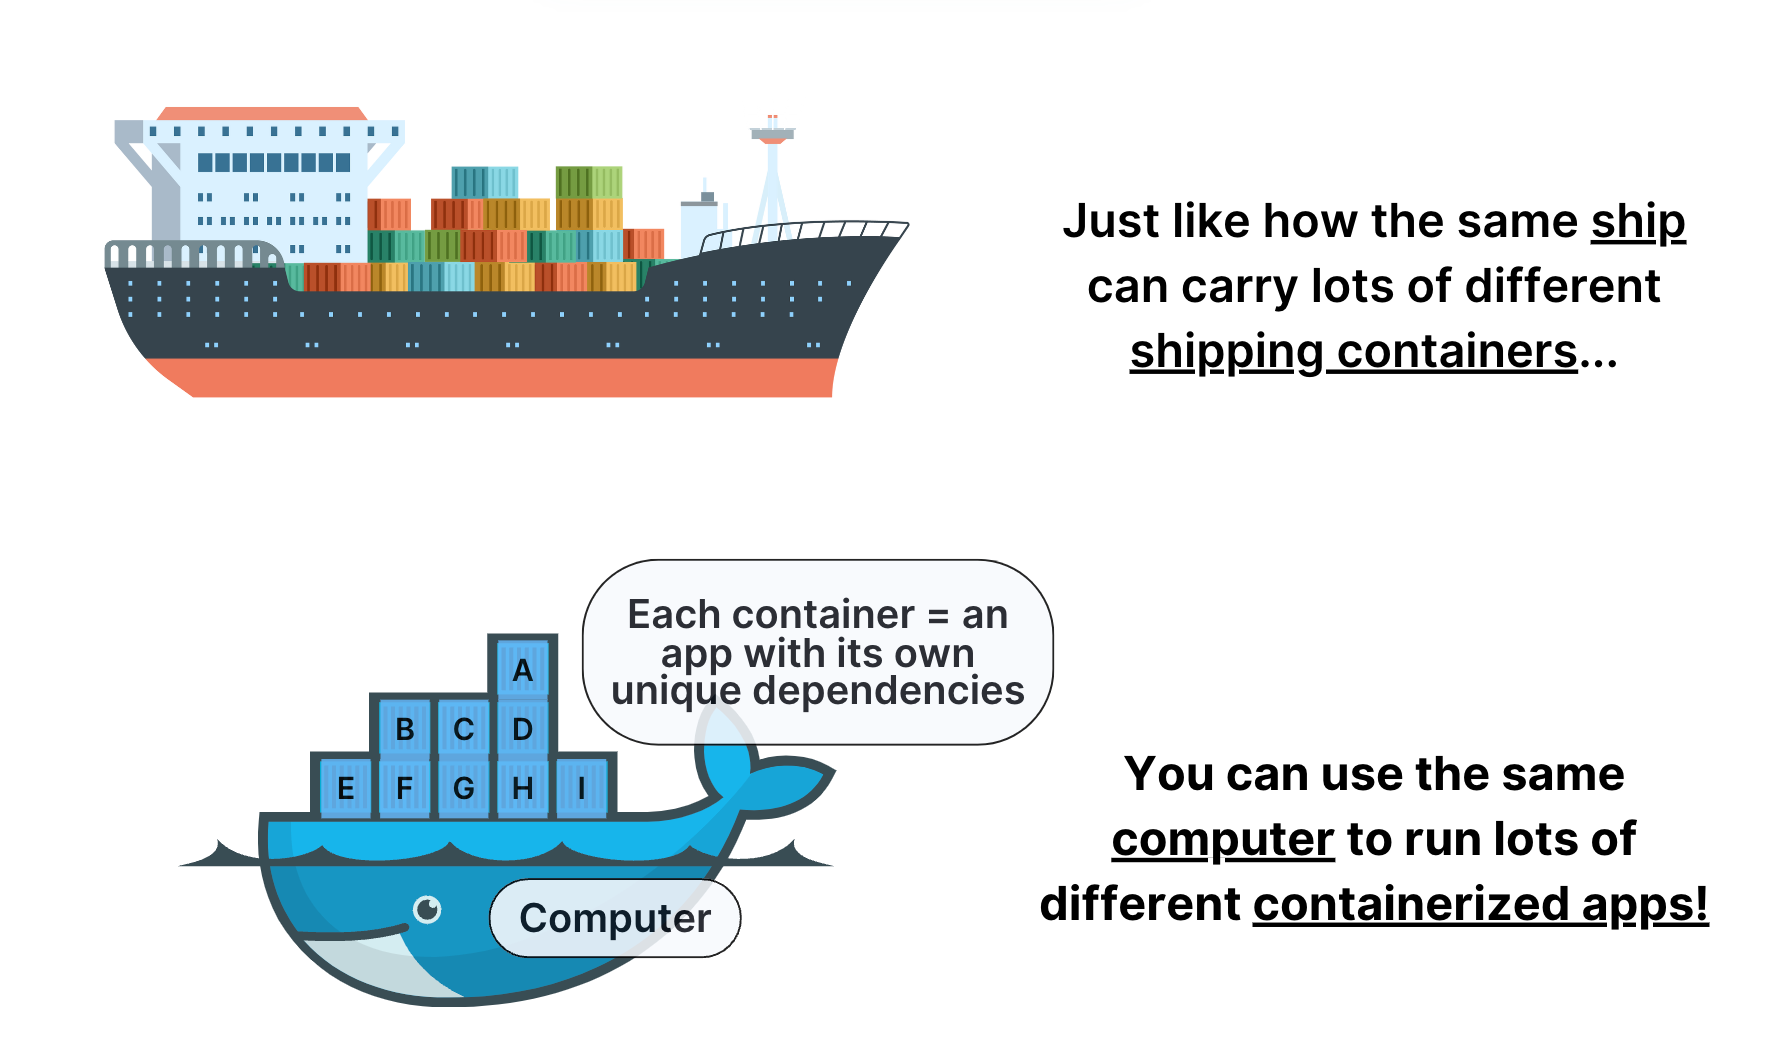 Just like how the same ship
can carry lots of different
shipping containers...
Each container = an
app with its own
unique dependencies
A
B C D
E F G H I
Computer
You can use the same
computer to run lots of
different containerized apps!